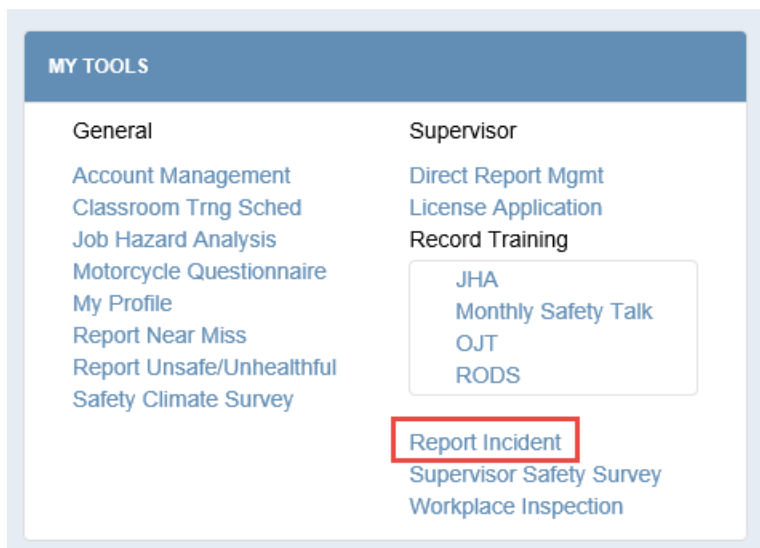 MY TOOLS
General
Account Management
Classroom Trng Sched
Job Hazard Analysis
Motorcycle Questionnaire
My Profile
Report Near Miss
Report Unsafe/Unhealthful
Safety Climate Survey
Supervisor
Direct Report Mgmt
License Application
Record Training
JHA
Monthly Safety Talk
OJT
RODS
Report Incident
Supervisor Safety Survey
Workplace Inspection